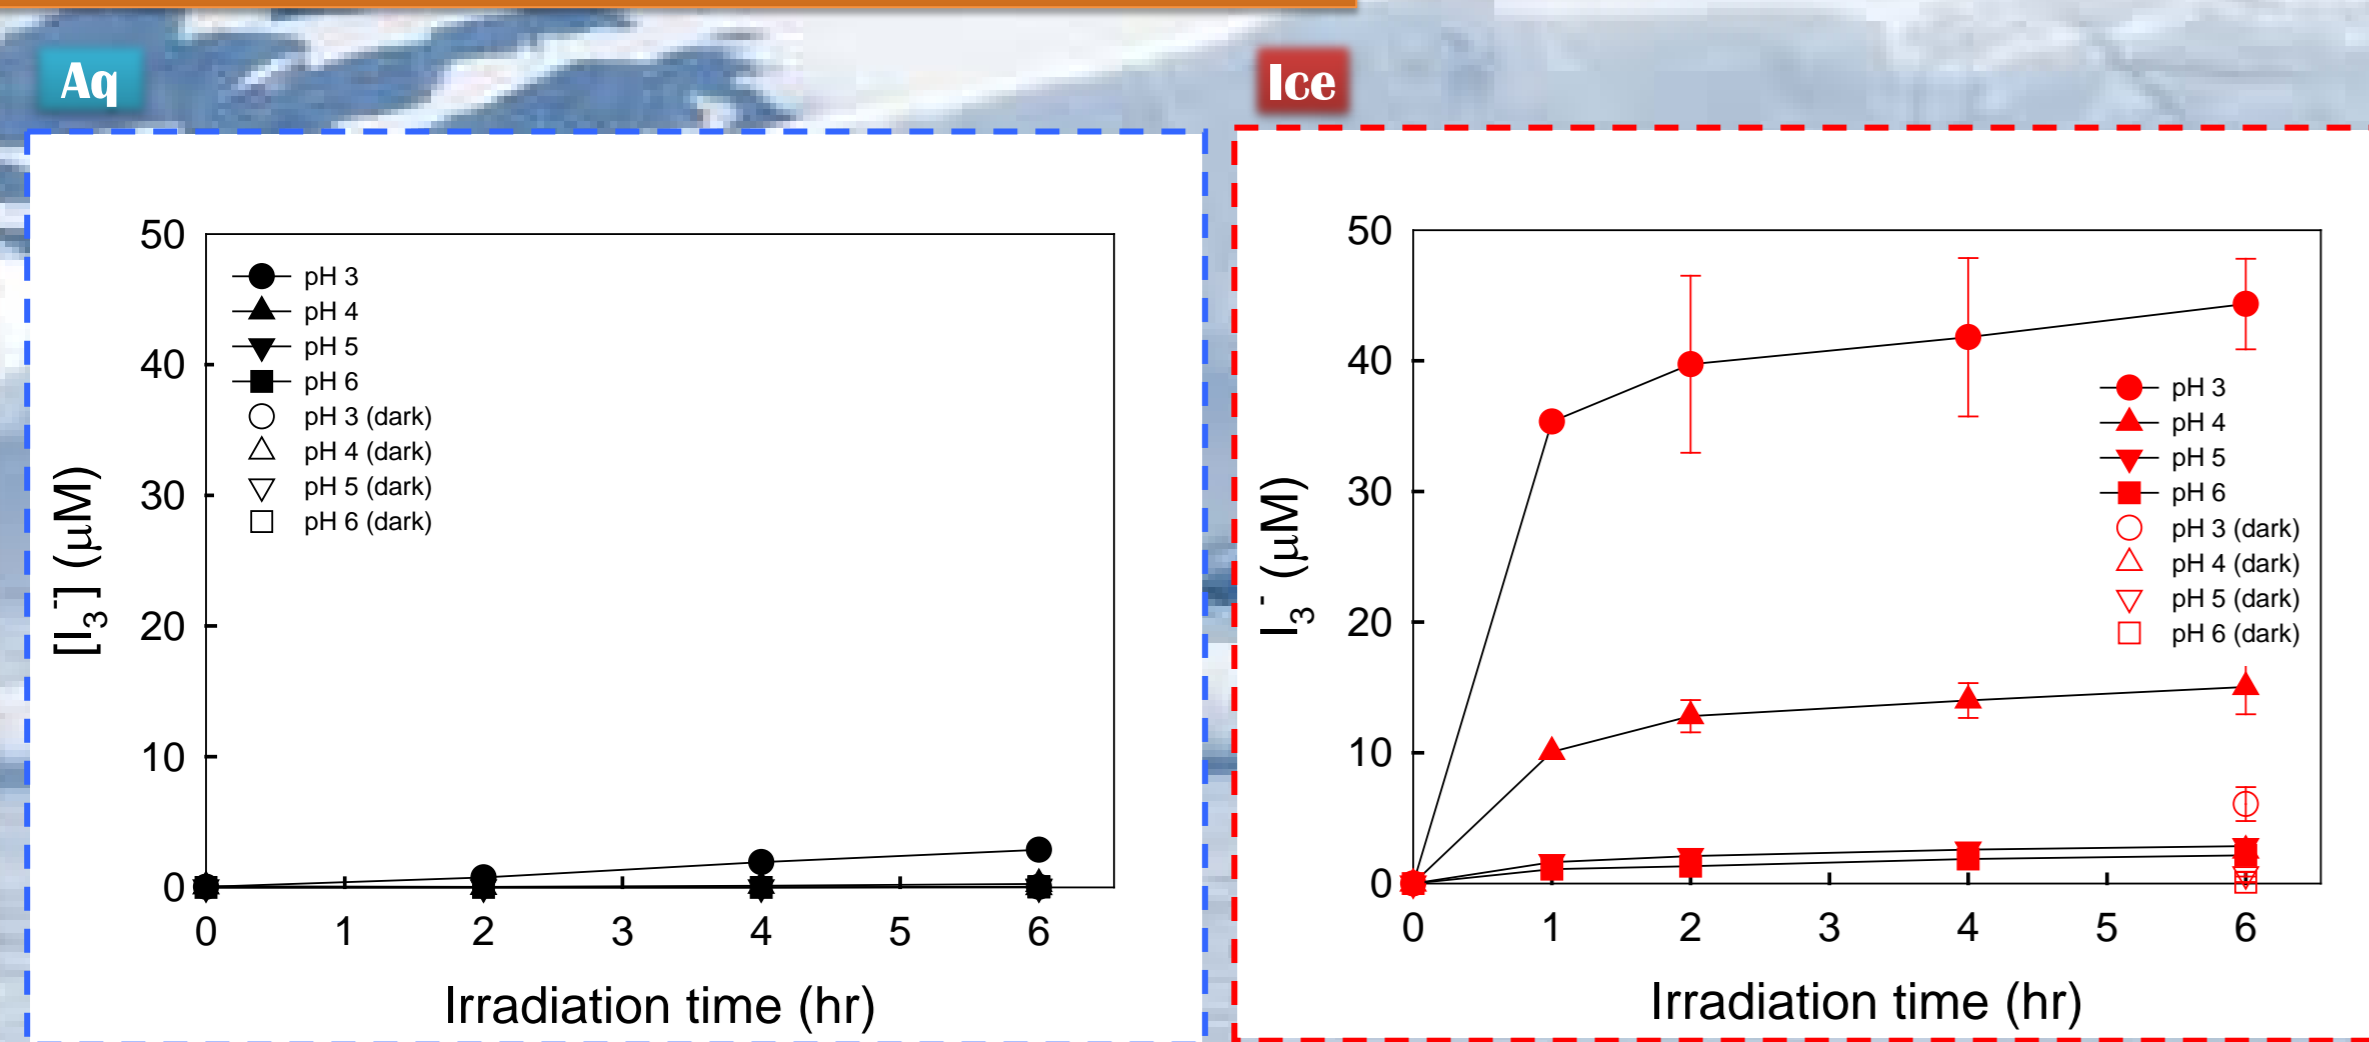 Aq
50
40
30
20
10
0
[I3-] (μM)
pH 3
pH 4
pH 5
pH 6
pH 3 (dark)
pH 4 (dark)
pH 5 (dark)
pH 6 (dark)
0 1 2 3 4 5 6
Irradiation time (hr)
Ice
50
40
30
20
10
0
I3- (μM)
pH 3
pH 4
pH 5
pH 6
pH 3 (dark)
pH 4 (dark)
pH 5 (dark)
pH 6 (dark)
0 1 2 3 4 5 6
Irradiation time (hr)